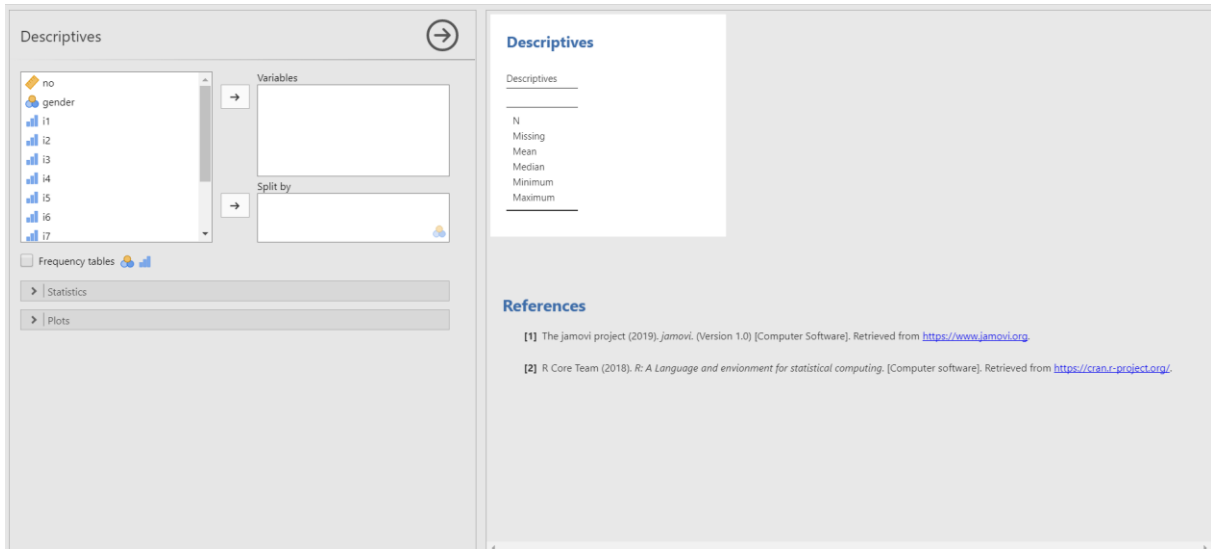 Descriptives
no
gender
i1
i2
i3
i4
i5
i6
i7
Variables
Split by
Frequency tables
Statistics
Plots
Descriptives
Descriptives
N
Missing
Mean
Median
Minimum
Maximum
References
[1] The jamovi project (2019). jamovi. (Version 1.0) [Computer Software]. Retrieved from https://www.jamovi.org.
[2] R Core Team (2018). R: A Language and envionment for statistical computing. [Computer software]. Retrieved from https://cran.r-project.org/.